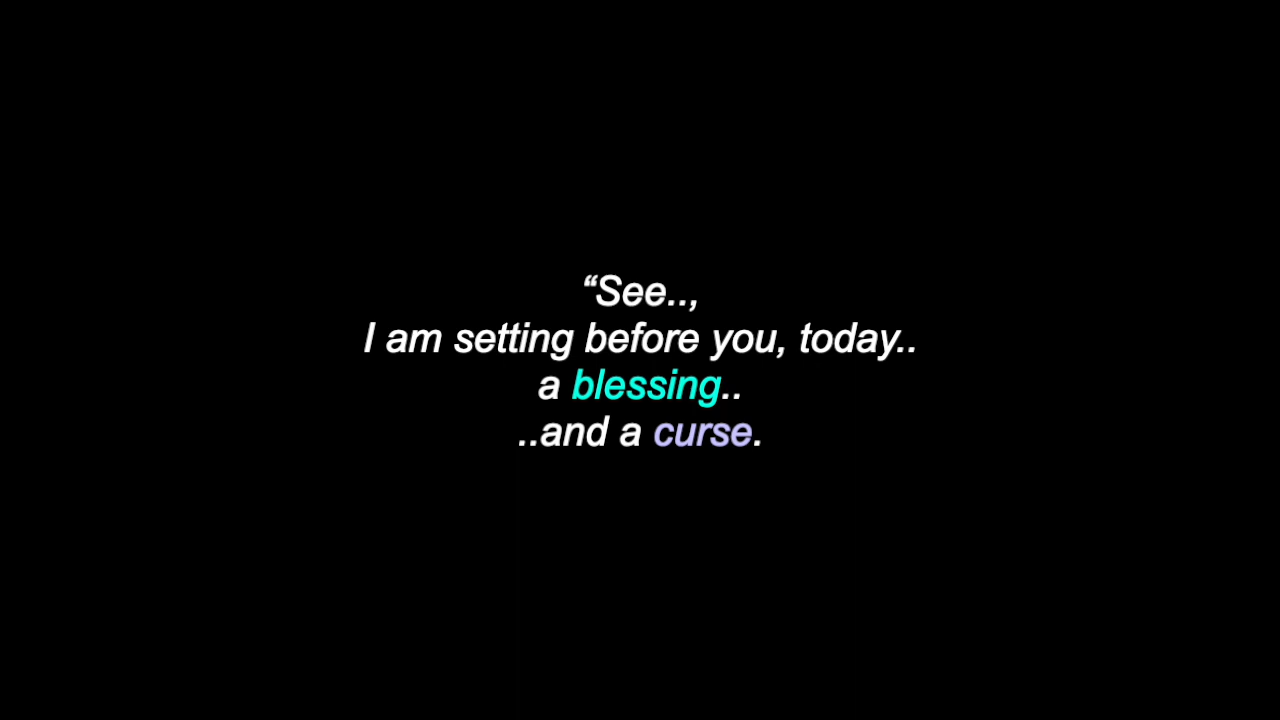 “See..,
I am setting before you, today..
a blessing..
..and a curse.